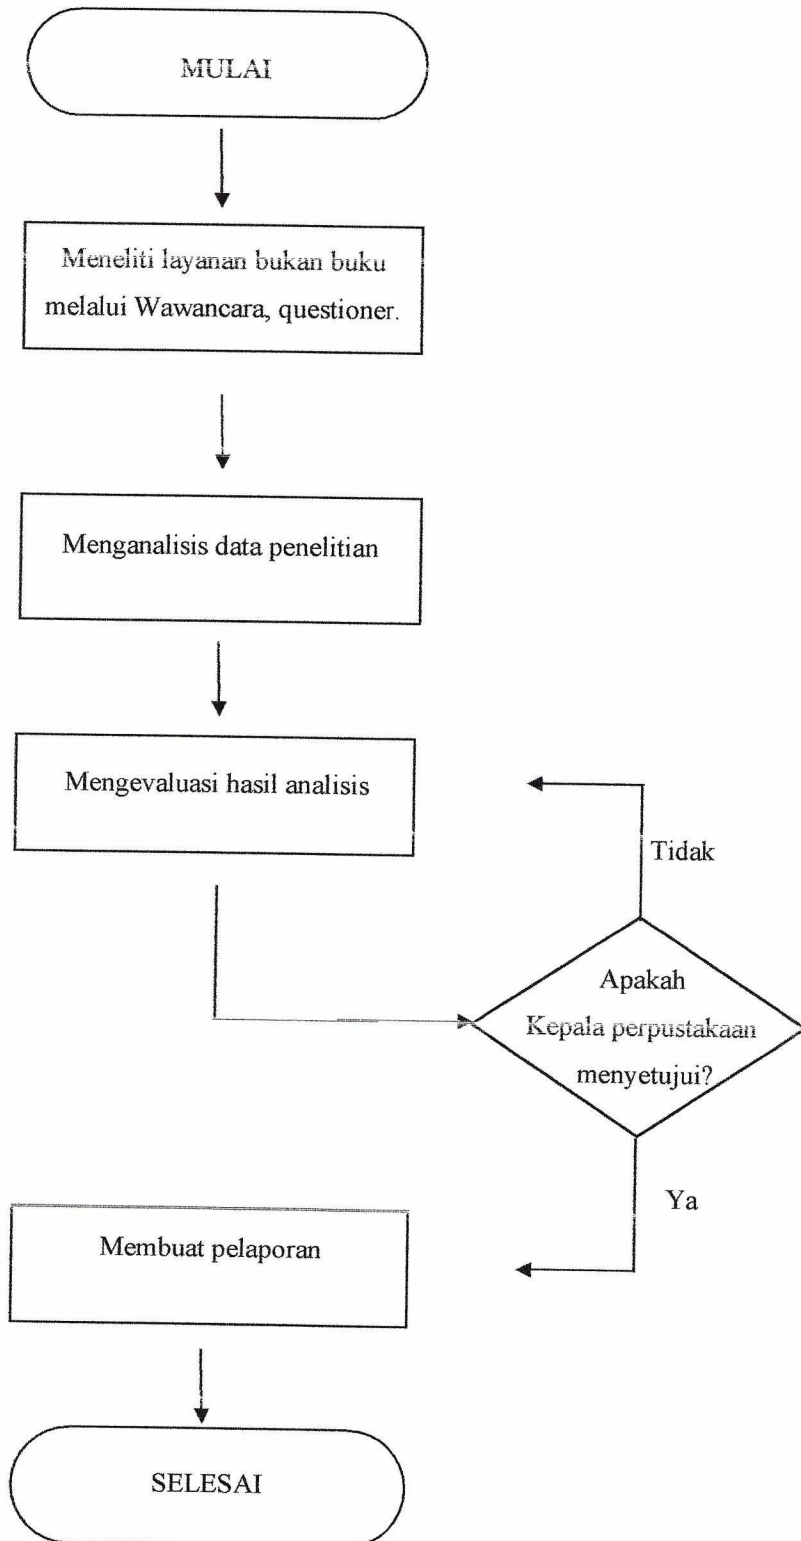 MULAI
Meneliti layanan bukan buku
melalui Wawancara, questioner.
Menganalisis data penelitian
Mengevaluasi hasil analisis
Tidak
Apakah
Kepala perpustakaan
menyetujui?
Ya
Membuat pelaporan
SELESAI